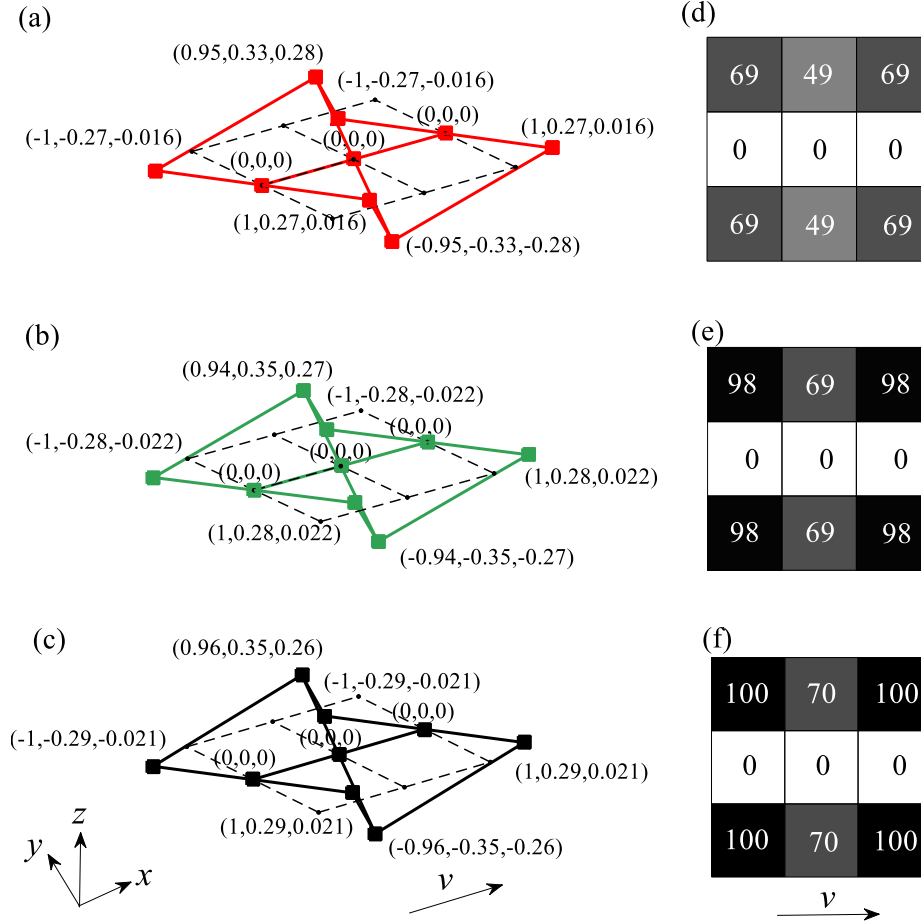 (a)
(0.95,0.33,0.28)
(-1,-0.27,-0.016)
(0,0,0)
(1,0.27,0.016)
(-1,-0.27,-0.016)
(0,0,0)
(0,0,0)
(1,0.27,0.016)
(-0.95,-0.33,-0.28)
(d)
69 49 69
0 0 0
69 49 69
(b)
(0.94,0.35,0.27)
(-1,-0.28,-0.022)
(0,0,0)
(-1,-0.28,-0.022)
(0,0,0)
(0,0,0)
(1,0.28,0.022)
(1,0.28,0.022)
(-0.94,-0.35,-0.27)
(e)
98 69 98
0 0 0
98 69 98
(c)
(0.96,0.35,0.26)
(-1,-0.29,-0.021)
(0,0,0)
(-1,-0.29,-0.021)
(0,0,0)
(0,0,0)
(1,0.29,0.021)
(1,0.29,0.021)
(-0.96,-0.35,-0.26)
z
y
x
v
(f)
100 70 100
0 0 0
100 70 100
v